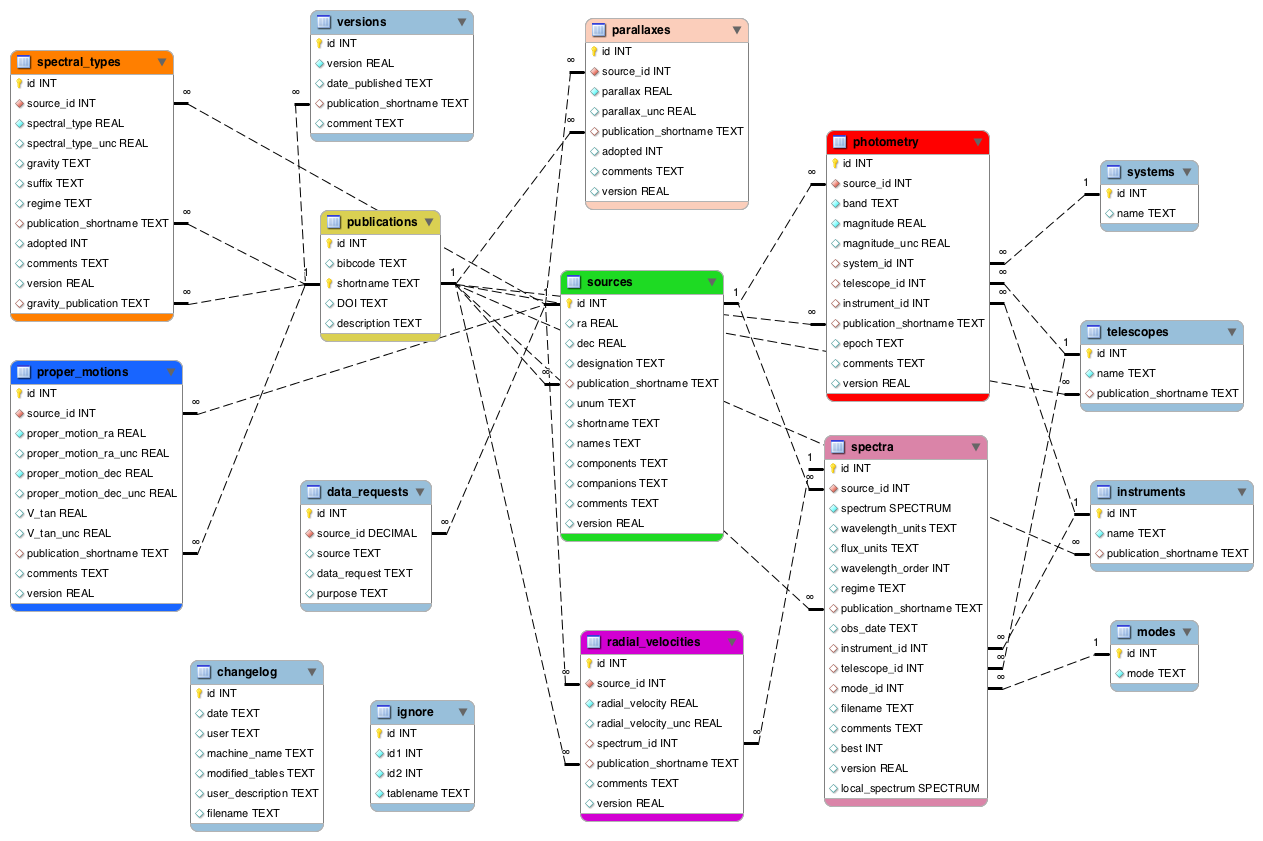 versions
id INT
version REAL
date_published TEXT
publication_shortname TEXT
comment TEXT
parallaxes
id INT
source_id INT
parallax REAL
parallax_unc REAL
publication_shortname TEXT
adopted INT
comments TEXT
version REAL
spectral_types
id INT
source_id INT
spectral_type REAL
spectral_type_unc REAL
gravity TEXT
suffix TEXT
regime TEXT
publication_shortname TEXT
adopted INT
comments TEXT
version REAL
gravity_publication TEXT
photometry
id INT
source_id INT
band TEXT
magnitude REAL
magnitude_unc REAL
system_id INT
telescope_id INT
instrument_id INT
publication_shortname TEXT
epoch TEXT
comments TEXT
version REAL
systems
id INT
name TEXT
publications
id INT
bibcode TEXT
shortname TEXT
DOI TEXT
description TEXT
sources
id INT
ra REAL
dec REAL
designation TEXT
publication_shortname TEXT
unum TEXT
shortname TEXT
names TEXT
components TEXT
companions TEXT
comments TEXT
version REAL
telescopes
id INT
name TEXT
publication_shortname TEXT
proper_motions
id INT
source_id INT
proper_motion_ra REAL
proper_motion_ra_unc REAL
proper_motion_dec REAL
proper_motion_dec_unc REAL
V_tan REAL
V_tan_unc REAL
publication_shortname TEXT
comments TEXT
version REAL
data_requests
id INT
source_id DECIMAL
source TEXT
data_request TEXT
purpose TEXT
spectra
id INT
source_id INT
spectrum SPECTRUM
wavelength_units TEXT
flux_units TEXT
wavelength_order INT
regime TEXT
publication_shortname TEXT
obs_date TEXT
instrument_id INT
telescope_id INT
mode_id INT
filename TEXT
comments TEXT
best INT
version REAL
local_spectrum SPECTRUM
instruments
id INT
name TEXT
publication_shortname TEXT
modes
id INT
mode TEXT
radial_velocities
id INT
source_id INT
radial_velocity REAL
radial_velocity_unc REAL
spectrum_id INT
publication_shortname TEXT
comments TEXT
version REAL
changelog
id INT
date TEXT
user TEXT
machine_name TEXT
modified_tables TEXT
user_description TEXT
filename TEXT
ignore
id INT
id1 INT
id2 INT
tablename TEXT